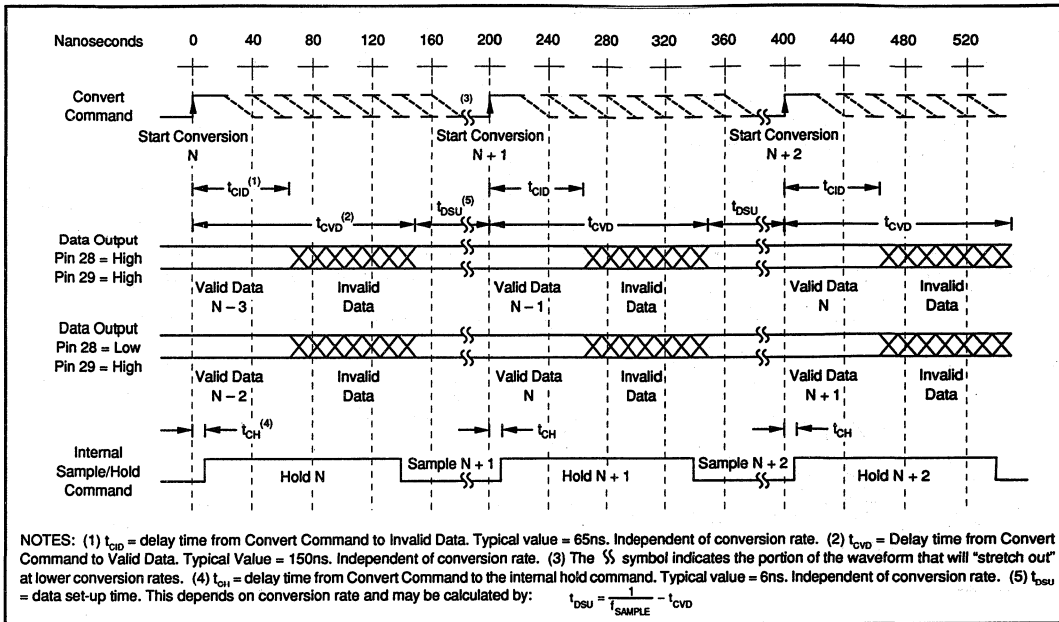 Nanoseconds 0 40 80 120 160 200 240 280 320 360 400 440 480 520
Convert
Command
(3)
Start Conversion
N
Start Conversion
N + 1
Start Conversion
N + 2
tCID(1) tCID tCID
tCVD(2) tDSU(5) tCVD tDSU tCVD
Data Output
Pin 28 = High
Pin 29 = High
Valid Data
N – 3
Invalid
Data
Valid Data
N – 1
Invalid
Data
Valid Data
N
Invalid
Data
Data Output
Pin 28 = Low
Pin 29 = High
Valid Data
N – 2
Invalid
Data
Valid Data
N
Invalid
Data
Valid Data
N + 1
Invalid
Data
tCH(4) tCH tCH
Internal
Sample/Hold
Command
Hold N Sample N + 1 Hold N + 1 Sample N + 2 Hold N + 2
NOTES: (1) tCID = delay time from Convert Command to Invalid Data. Typical value = 65ns. Independent of conversion rate. (2) tCVD = Delay time from Convert
Command to Valid Data. Typical Value = 150ns. Independent of conversion rate. (3) The symbol indicates the portion of the waveform that will "stretch out"
at lower conversion rates. (4) tCH = delay time from Convert Command to the internal hold command. Typical value = 6ns. Independent of conversion rate. (5) tDSU
= data set-up time. This depends on conversion rate and may be calculated by: tDSU = 1/fSAMPLE - tCVD